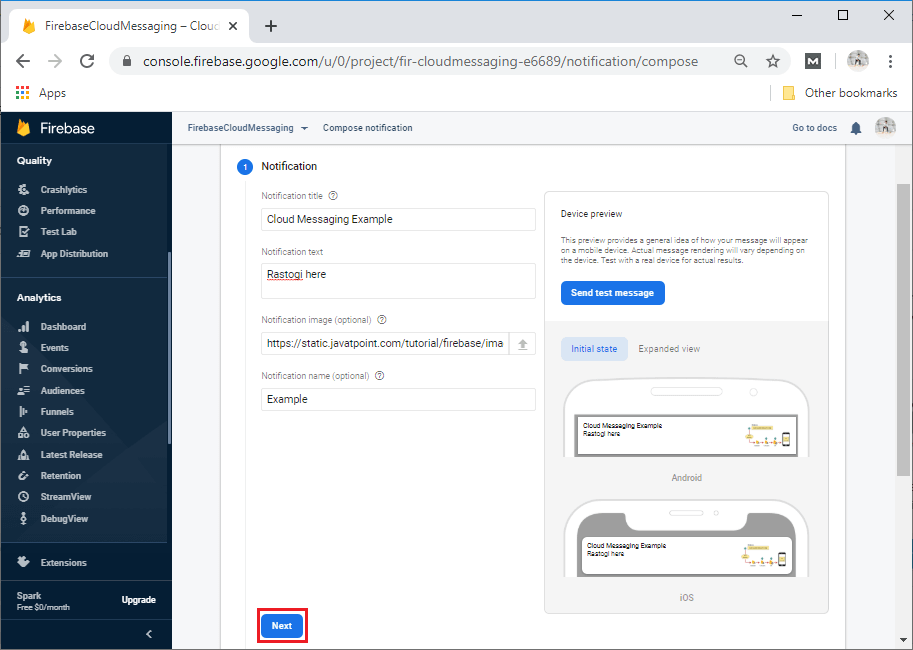 FirebaseCloudMessaging – Clou
console.firebase.google.com/u/0/project/fir-cloudmessaging-e6689/notification/compose
M
Apps
Other bookmarks
Firebase
FirebaseCloudMessaging
Compose notification
Go to docs
Quality
Crashlytics
Performance
Test Lab
App Distribution
Analytics
Dashboard
Events
Conversions
Audiences
Funnels
User Properties
Latest Release
Retention
StreamView
DebugView
Extensions
Spark
Free $0/month
Upgrade
1 Notification
Notification title
Cloud Messaging Example
Notification text
Rastogi here
Notification image (optional)
https://static.javatpoint.com/tutorial/firebase/ima
Notification name (optional)
Example
Next
Device preview
This preview provides a general idea of how your message will appear
on a mobile device. Actual message rendering will vary depending on
the device. Test with a real device for actual results.
Send test message
Initial state
Expanded view
Cloud Messaging Example
Rastogi here
Android
Cloud Messaging Example
Rastogi here
iOS